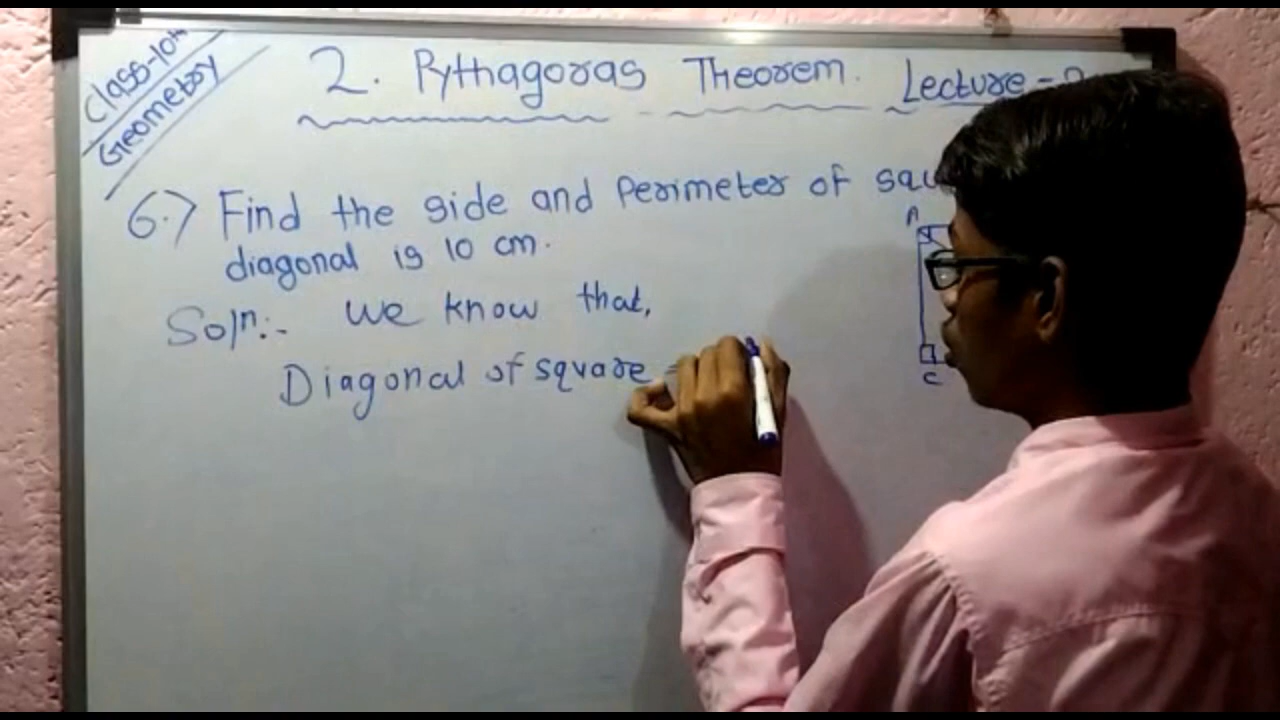 Class-10th
Geometry
2. Pythagoras Theorem. Lecture -
6.) Find the side and Perimeter of squ
diagonal is 10 cm.
Soln:- We know that,
Diagonal of square =
A
C